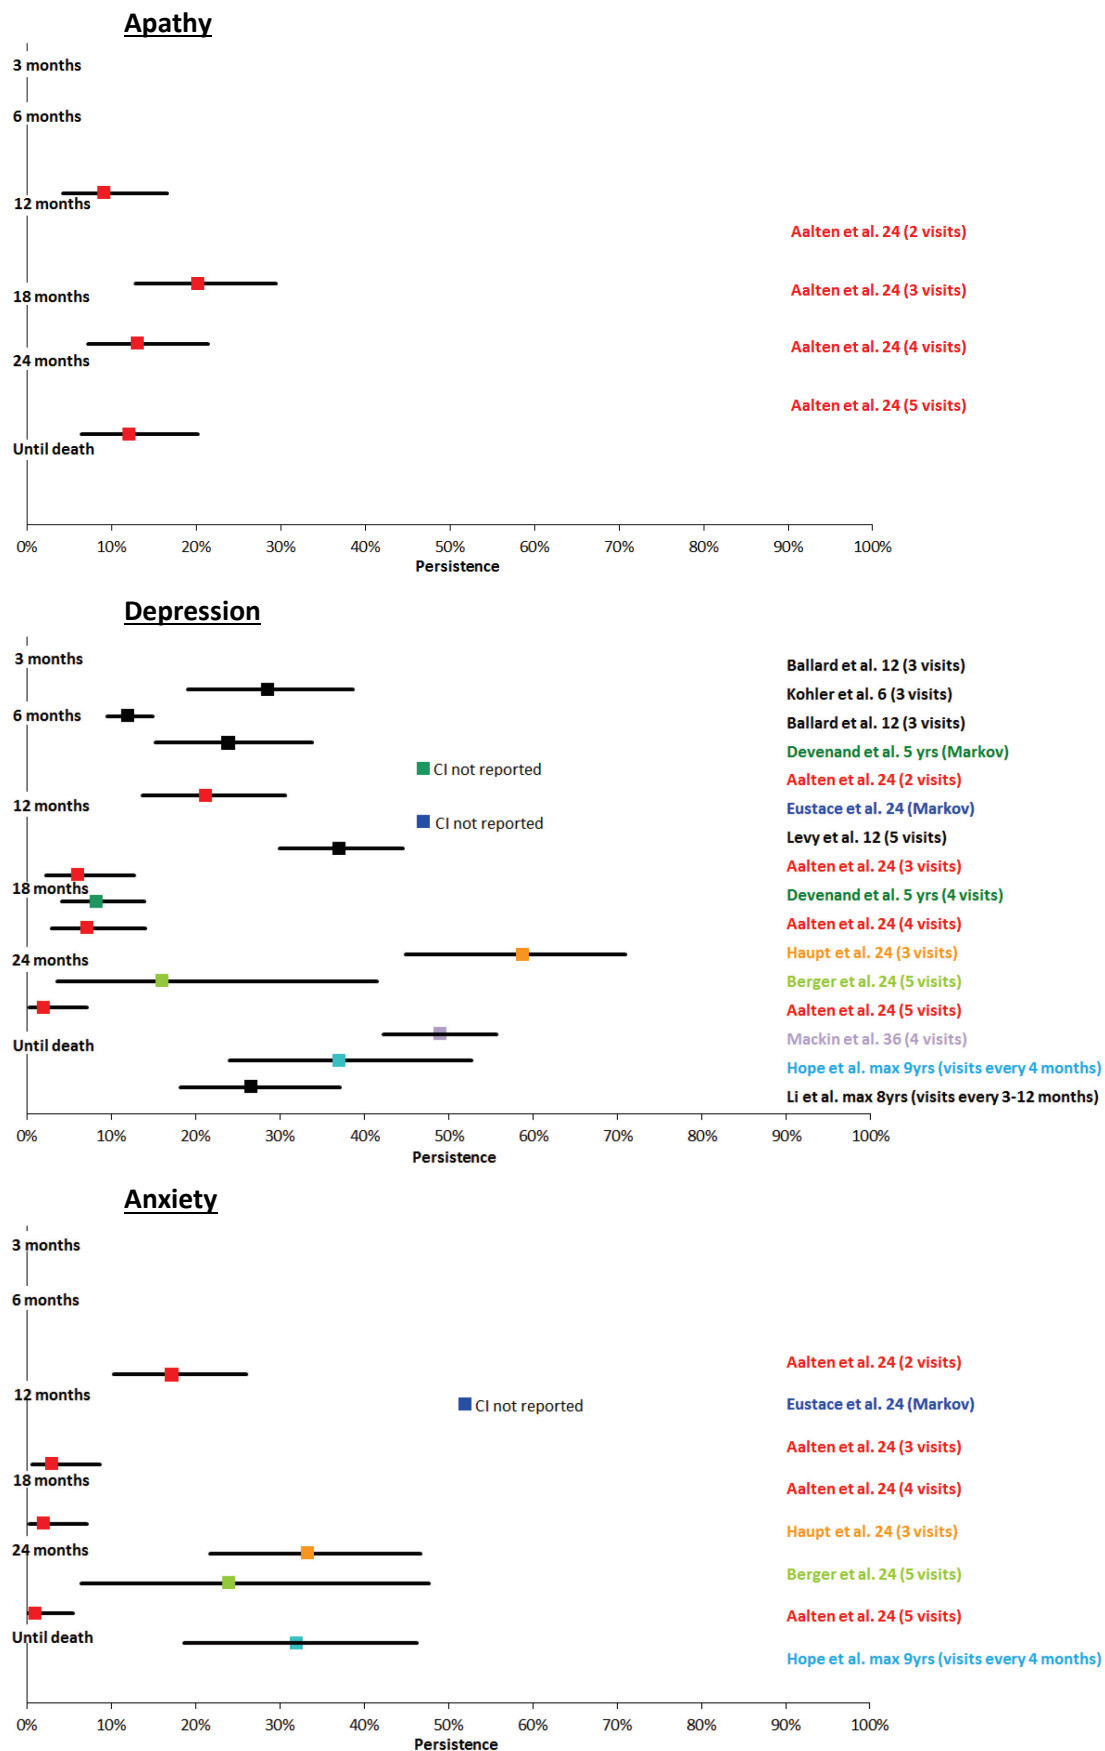 Apathy
3 months
6 months
12 months
Aalten et al. 24 (2 visits)
18 months
Aalten et al. 24 (3 visits)
24 months
Aalten et al. 24 (4 visits)
Aalten et al. 24 (5 visits)
Until death
0% 10% 20% 30% 40% 50% 60% 70% 80% 90% 100%
Persistence
Depression
3 months
Ballard et al. 12 (3 visits)
Kohler et al. 6 (3 visits)
6 months
Ballard et al. 12 (3 visits)
Devenand et al. 5 yrs (Markov)
CI not reported
Aalten et al. 24 (2 visits)
12 months
Eustace et al. 24 (Markov)
CI not reported
Levy et al. 12 (5 visits)
Aalten et al. 24 (3 visits)
18 months
Devenand et al. 5 yrs (4 visits)
Aalten et al. 24 (4 visits)
Haupt et al. 24 (3 visits)
24 months
Berger et al. 24 (5 visits)
Aalten et al. 24 (5 visits)
Mackin et al. 36 (4 visits)
Until death
Hope et al. max 9yrs (visits every 4 months)
Li et al. max 8yrs (visits every 3-12 months)
0% 10% 20% 30% 40% 50% 60% 70% 80% 90% 100%
Persistence
Anxiety
3 months
6 months
Aalten et al. 24 (2 visits)
12 months
Eustace et al. 24 (Markov)
CI not reported
Aalten et al. 24 (3 visits)
18 months
Aalten et al. 24 (4 visits)
Haupt et al. 24 (3 visits)
24 months
Berger et al. 24 (5 visits)
Aalten et al. 24 (5 visits)
Until death
Hope et al. max 9yrs (visits every 4 months)
0% 10% 20% 30% 40% 50% 60% 70% 80% 90% 100%
Persistence